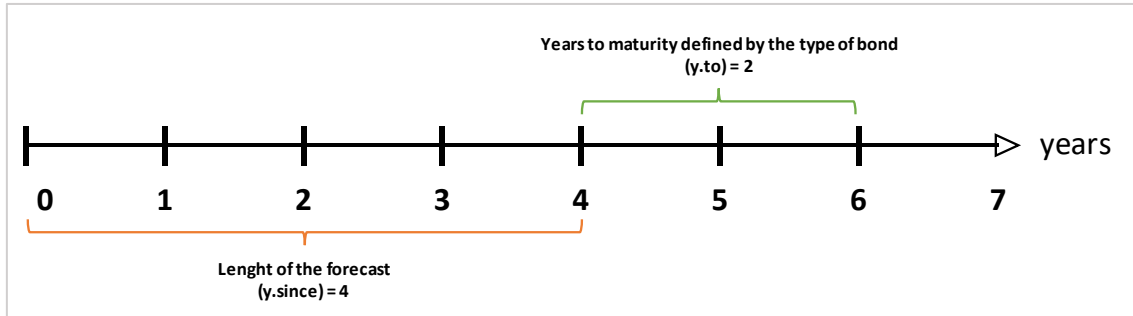 Years to maturity defined by the type of bond
(y.to) = 2
years
0 1 2 3 4 5 6 7
Lenght of the forecast
(y.since) = 4